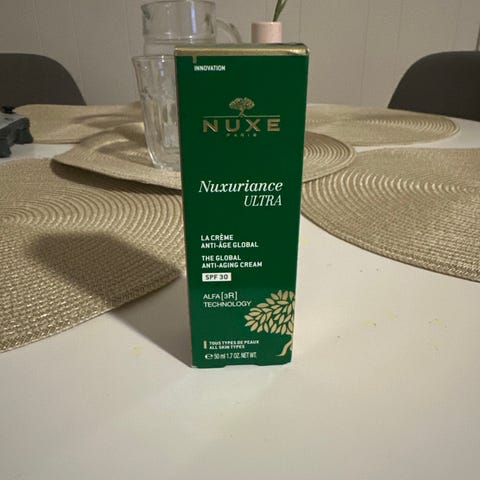 INNOVATION
NUXE
PARIS
Nuxuriance
ULTRA
LA CRÈME
ANTI-ÂGE GLOBAL
THE GLOBAL
ANTI-AGING CREAM
SPF 30
ALFA [3R]
TECHNOLOGY
TOUS TYPES DE PEAUX
ALL SKIN TYPES
℮ 50 ml 1.7 OZ. NET WT.